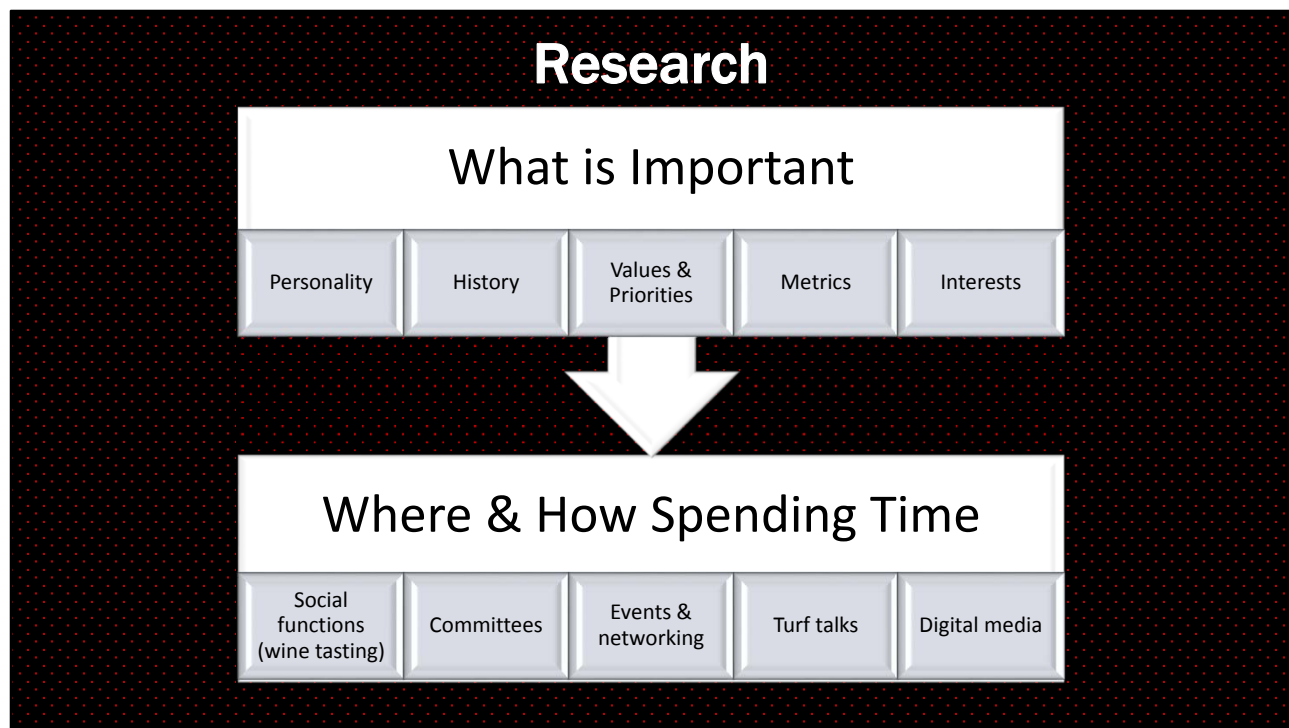 Research
What is Important
Personality
History
Values &
Priorities
Metrics
Interests
Where & How Spending Time
Social
functions
(wine tasting)
Committees
Events &
networking
Turf talks
Digital media